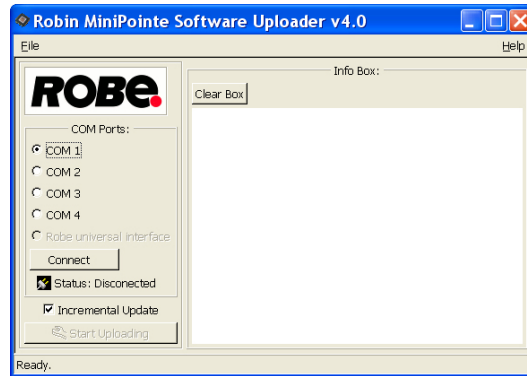 Robin MiniPointe Software Uploader v4.0
File
Help
ROBE.
Info Box:
Clear Box
COM Ports:
COM 1
COM 2
COM 3
COM 4
Robe universal interface
Connect
Status: Disconected
Incremental Update
Start Uploading
Ready.